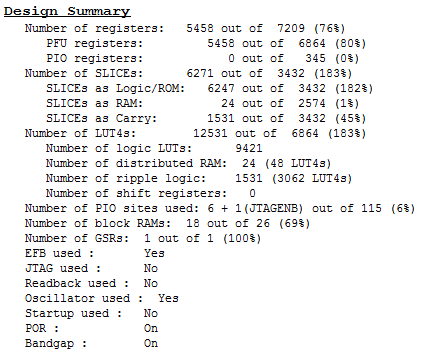 Design Summary
Number of registers: 5458 out of 7209 (76%)
PFU registers: 5458 out of 6864 (80%)
PIO registers: 0 out of 345 (0%)
Number of SLICEs: 6271 out of 3432 (183%)
SLICEs as Logic/ROM: 6247 out of 3432 (182%)
SLICEs as RAM: 24 out of 2574 (1%)
SLICEs as Carry: 1531 out of 3432 (45%)
Number of LUT4s: 12531 out of 6864 (183%)
Number of logic LUTs: 9421
Number of distributed RAM: 24 (48 LUT4s)
Number of ripple logic: 1531 (3062 LUT4s)
Number of shift registers: 0
Number of PIO sites used: 6 + 1(JTAGENB) out of 115 (6%)
Number of block RAMs: 18 out of 26 (69%)
Number of GSRs: 1 out of 1 (100%)
EFB used : Yes
JTAG used : No
Readback used : No
Oscillator used : Yes
Startup used : No
POR : On
Bandgap : On